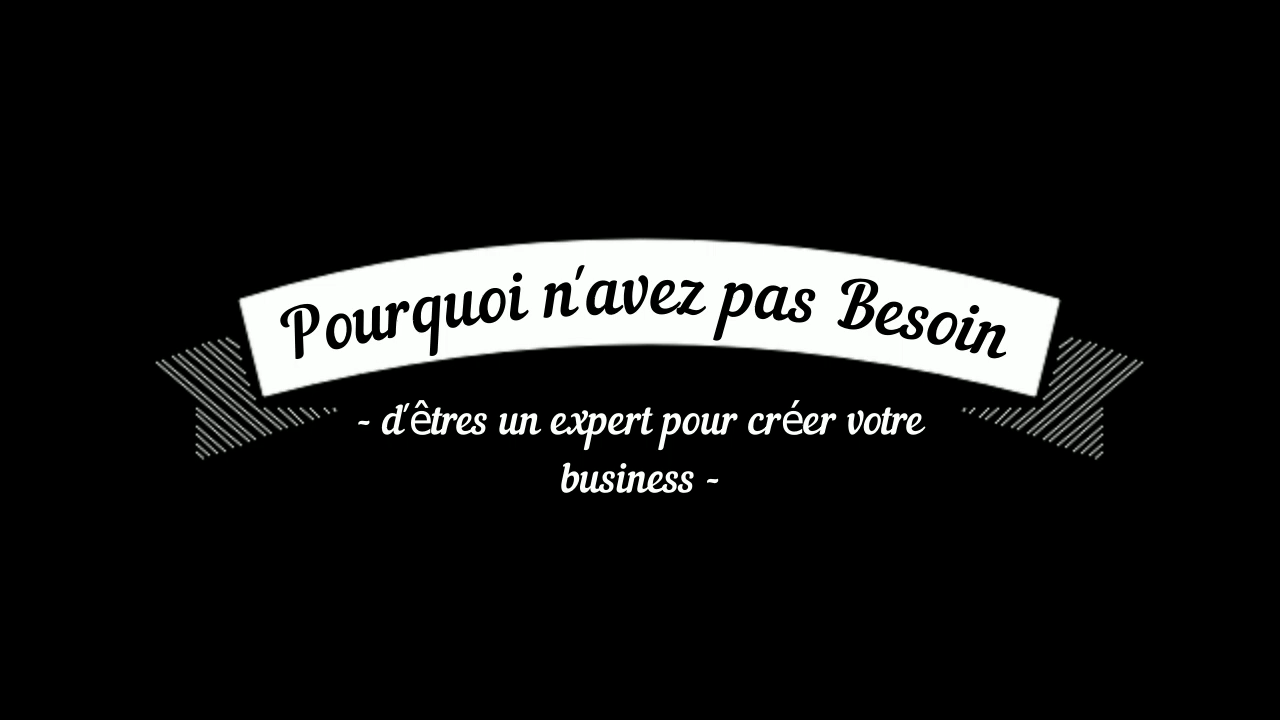 Pourquoi n'avez pas Besoin
- d'êtres un expert pour créer votre
business -